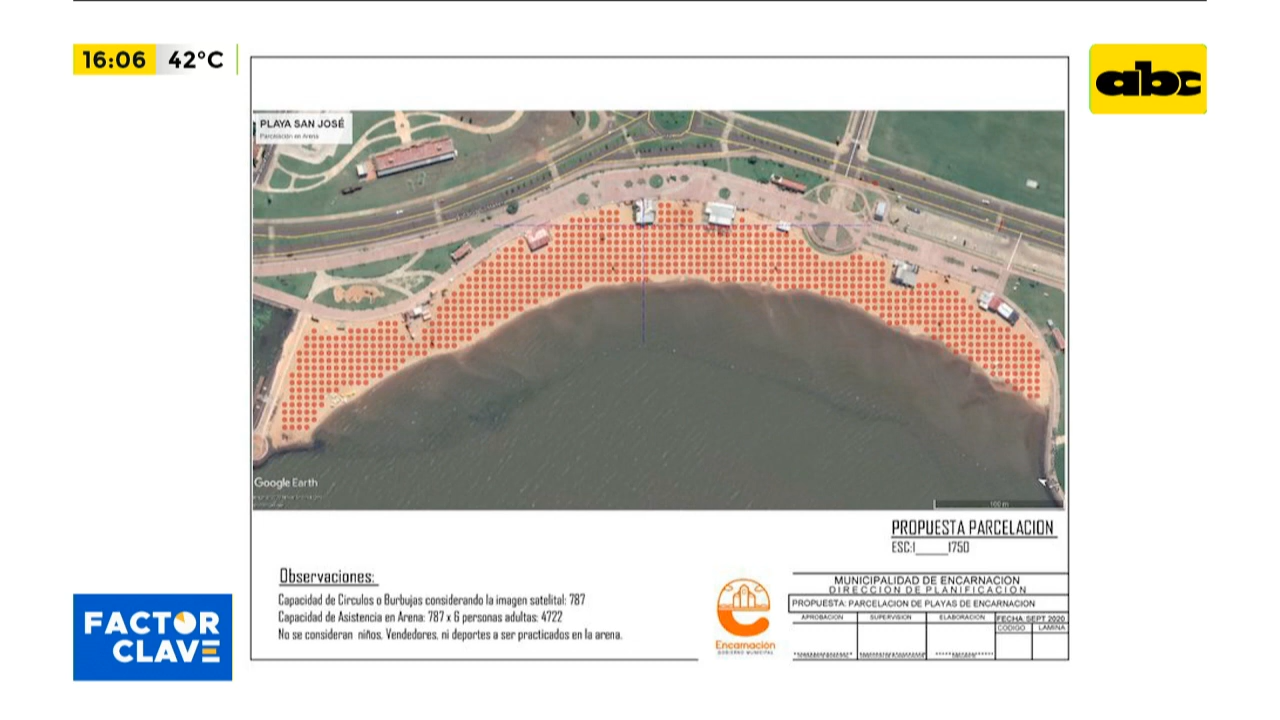 16:06 42°C
abc
PLAYA SAN JOSÉ
Parcelación en Arena
Google Earth
100 m
PROPUESTA PARCELACION
ESC:1_____1750
Observaciones:
Capacidad de Circulos o Burbujas considerando la imagen satelital: 787
Capacidad de Asistencia en Arena: 787 x 6 personas adultas: 4722
No se consideran niños, Vendedores, ni deportes a ser practicados en la arena.
Encarnación
GOBIERNO MUNICIPAL
MUNICIPALIDAD DE ENCARNACION
DIRECCION DE PLANIFICACION
PROPUESTA: PARCELACION DE PLAYAS DE ENCARNACION
APROBACION SUPERVISION ELABORACION FECHA: SEPT 2020
CODIGO LAMINA
FACTOR
CLAVE